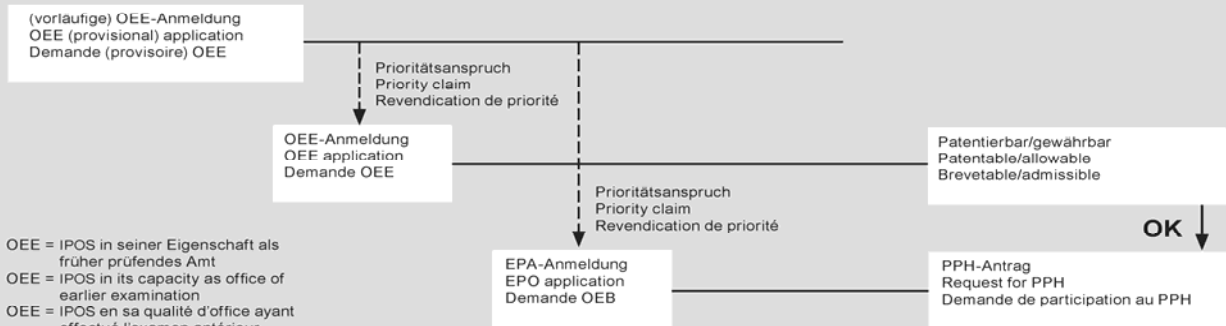 (vorläufige) OEE-Anmeldung
OEE (provisional) application
Demande (provisoire) OEE
Prioritätsanspruch
Priority claim
Revendication de priorité
OEE-Anmeldung
OEE application
Demande OEE
Patentierbar/gewährbar
Patentable/allowable
Brevetable/admissible
Prioritätsanspruch
Priority claim
Revendication de priorité
OK
OEE = IPOS in seiner Eigenschaft als
früher prüfendes Amt
OEE = IPOS in its capacity as office of
earlier examination
OEE = IPOS en sa qualité d'office ayant
effectué l'examen antérieur
EPA-Anmeldung
EPO application
Demande OEB
PPH-Antrag
Request for PPH
Demande de participation au PPH